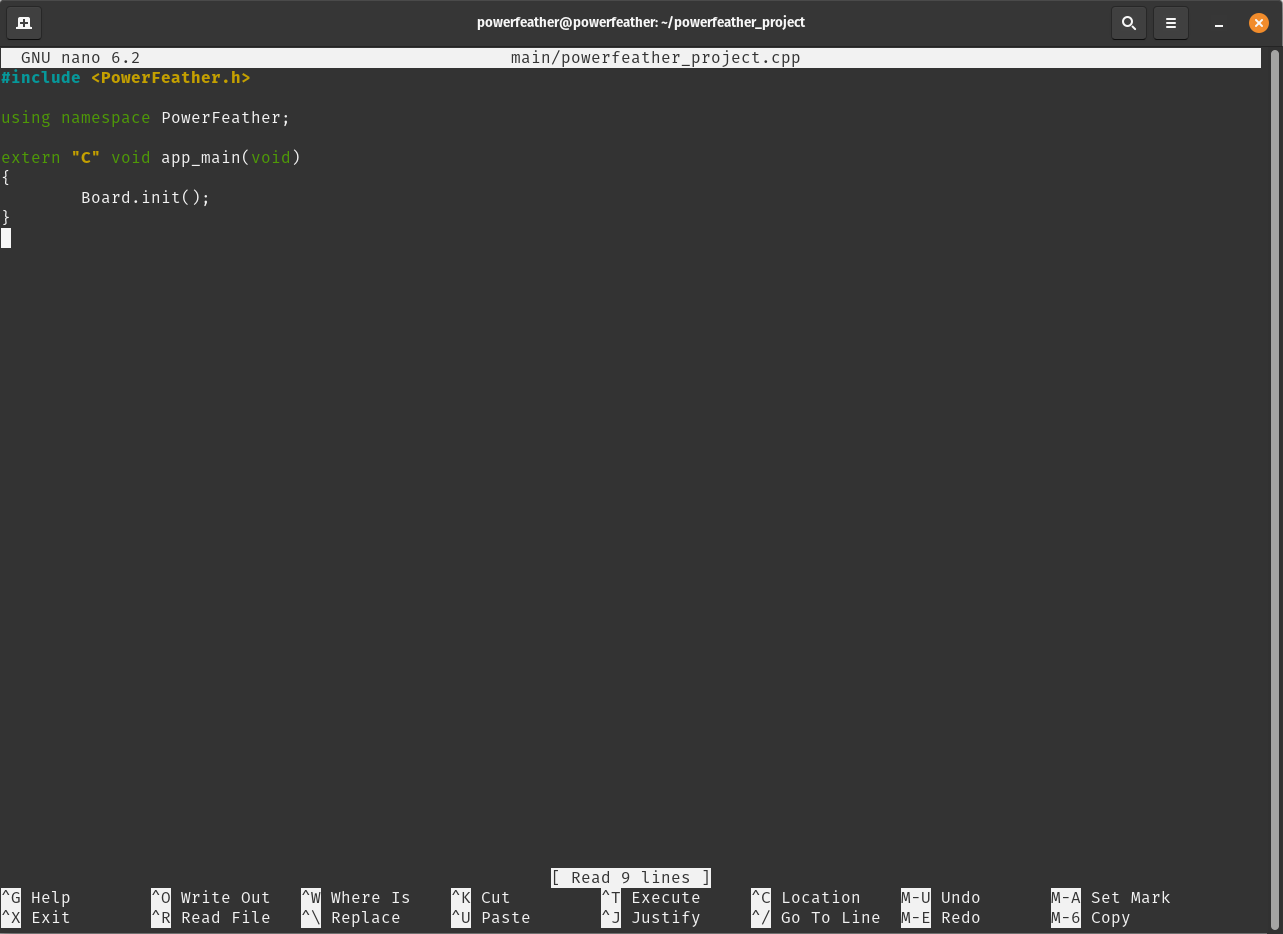 powerfeather@powerfeather: ~/powerfeather_project
GNU nano 6.2 main/powerfeather_project.cpp
#include <PowerFeather.h>
using namespace PowerFeather;
extern "C" void app_main(void)
{
        Board.init();
}
[ Read 9 lines ]
^G Help ^O Write Out ^W Where Is ^K Cut ^T Execute ^C Location M-U Undo M-A Set Mark
^X Exit ^R Read File ^\ Replace ^U Paste ^J Justify ^/ Go To Line M-E Redo M-6 Copy